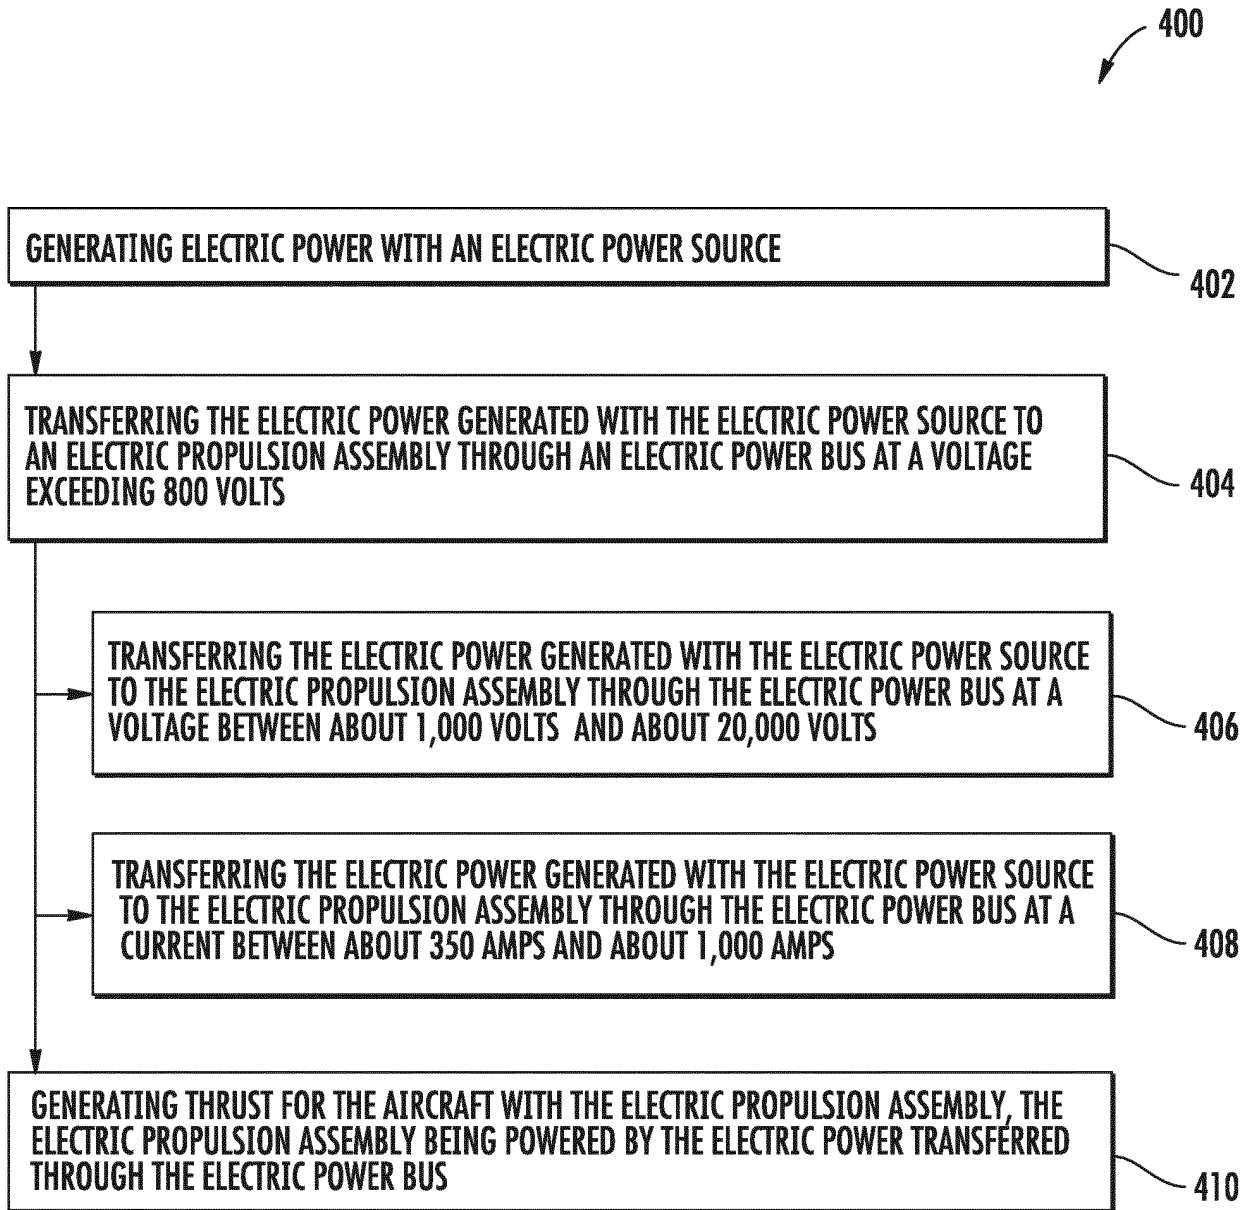 400
GENERATING ELECTRIC POWER WITH AN ELECTRIC POWER SOURCE
402
TRANSFERRING THE ELECTRIC POWER GENERATED WITH THE ELECTRIC POWER SOURCE TO
AN ELECTRIC PROPULSION ASSEMBLY THROUGH AN ELECTRIC POWER BUS AT A VOLTAGE
EXCEEDING 800 VOLTS
404
TRANSFERRING THE ELECTRIC POWER GENERATED WITH THE ELECTRIC POWER SOURCE
TO THE ELECTRIC PROPULSION ASSEMBLY THROUGH THE ELECTRIC POWER BUS AT A
VOLTAGE BETWEEN ABOUT 1,000 VOLTS AND ABOUT 20,000 VOLTS
406
TRANSFERRING THE ELECTRIC POWER GENERATED WITH THE ELECTRIC POWER SOURCE
TO THE ELECTRIC PROPULSION ASSEMBLY THROUGH THE ELECTRIC POWER BUS AT A
CURRENT BETWEEN ABOUT 350 AMPS AND ABOUT 1,000 AMPS
408
GENERATING THRUST FOR THE AIRCRAFT WITH THE ELECTRIC PROPULSION ASSEMBLY, THE
ELECTRIC PROPULSION ASSEMBLY BEING POWERED BY THE ELECTRIC POWER TRANSFERRED
THROUGH THE ELECTRIC POWER BUS
410